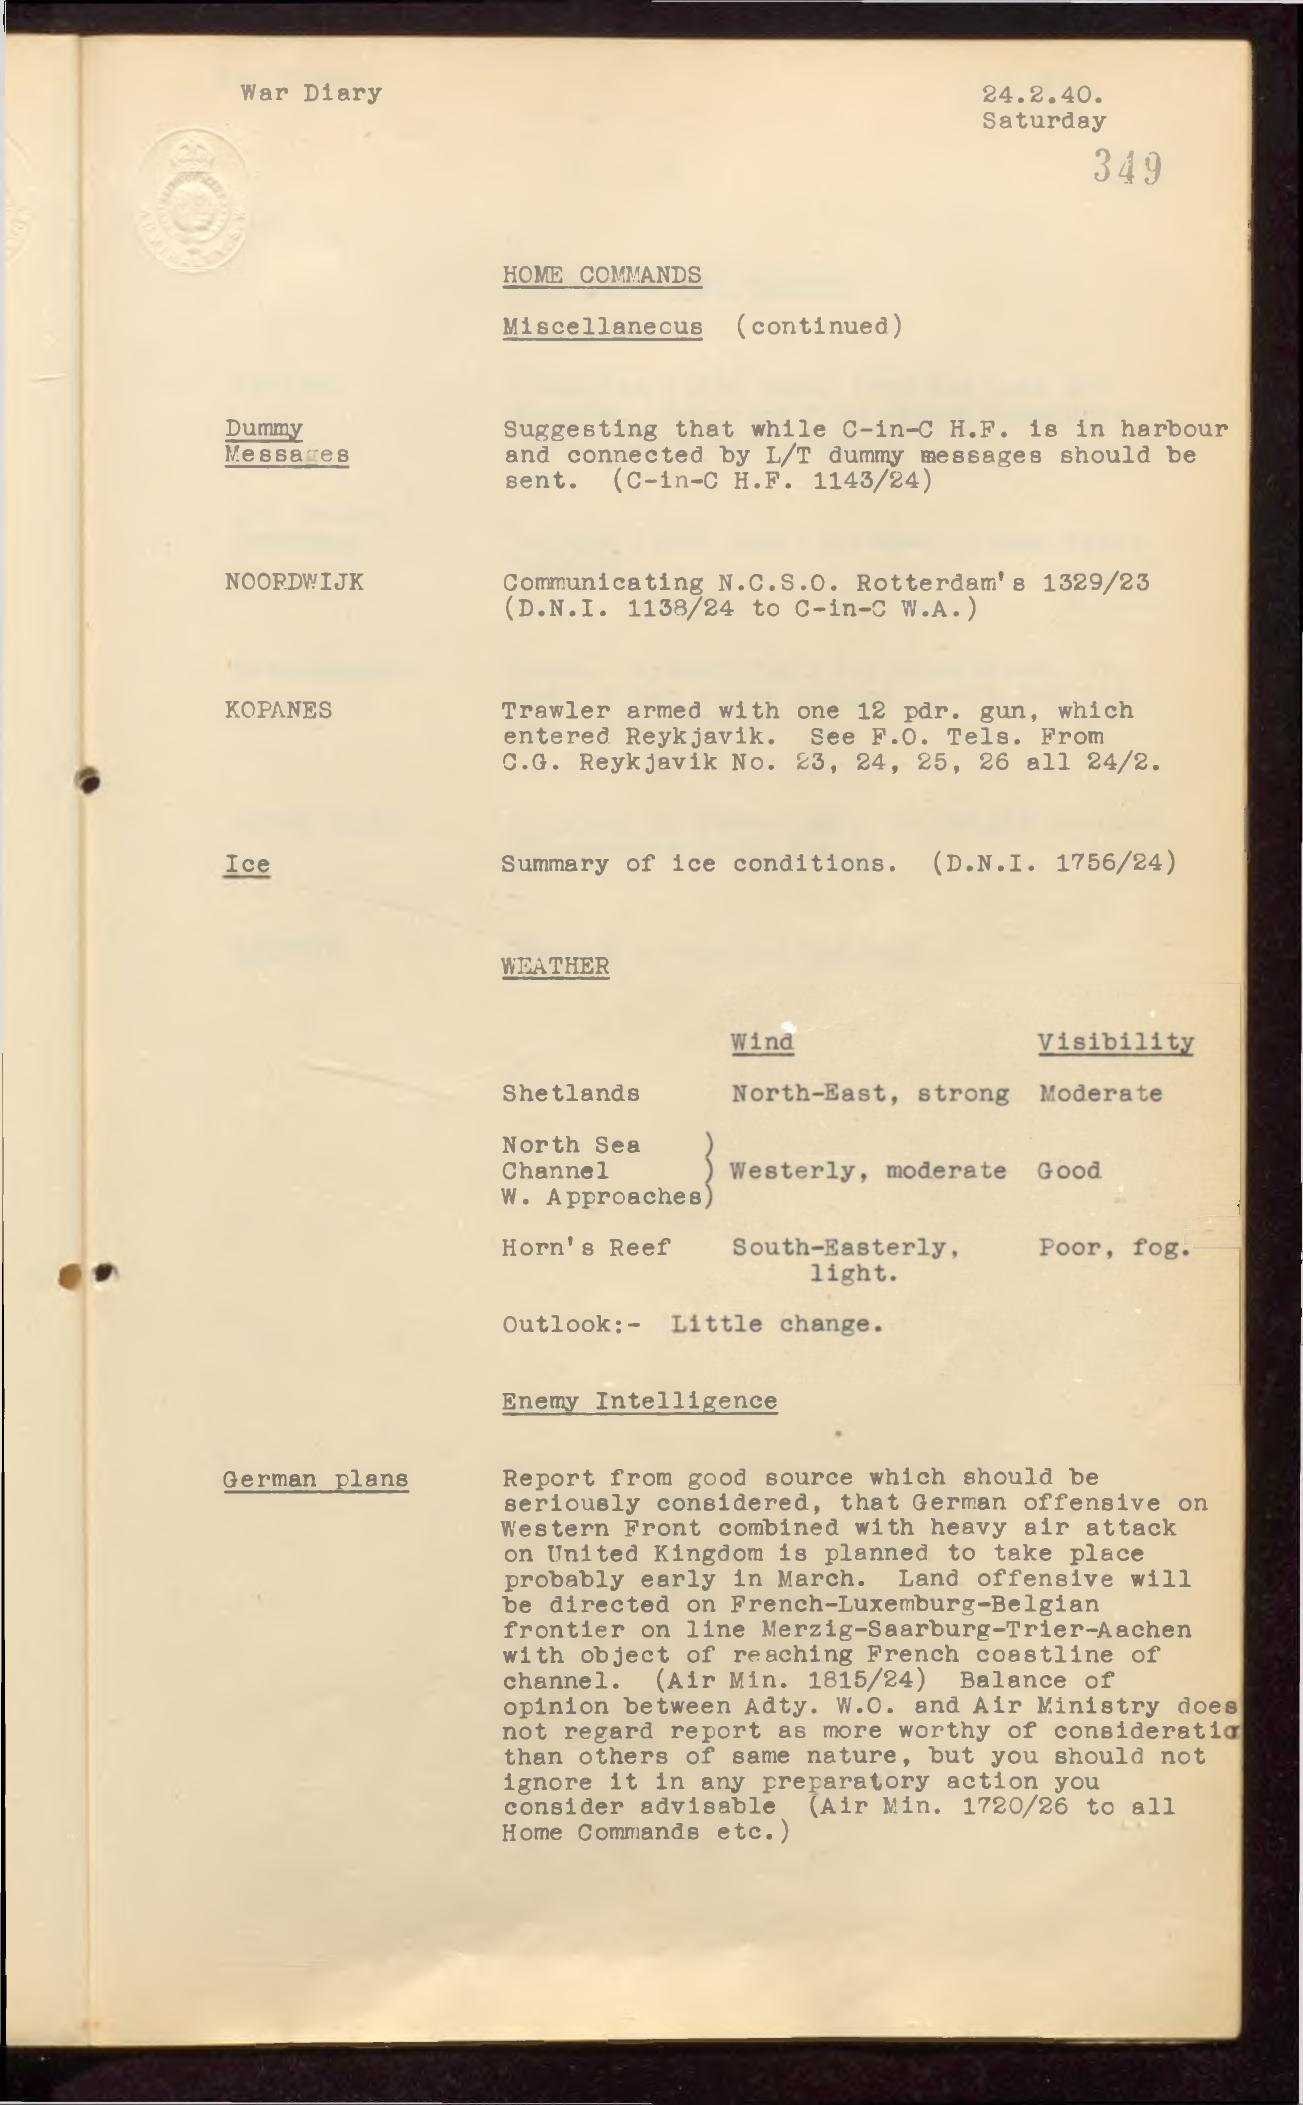 War Diary
24.2.40.
Saturday
349
HOME COMMANDS
Miscellaneous (continued)
Dummy
Messages
Suggesting that while C-in-C H.F. is in harbour
and connected by L/T dummy messages should be
sent. (C-in-C H.F. 1143/24)
NOORDWIJK
Communicating N.C.S.O. Rotterdam's 1329/23
(D.N.I. 1138/24 to C-in-C W.A.)
KOPANES
Trawler armed with one 12 pdr. gun, which
entered Reykjavik. See F.O. Tels. From
C.G. Reykjavik No. 23, 24, 25, 26 all 24/2.
Ice
Summary of ice conditions. (D.N.I. 1756/24)
WEATHER
Wind Visibility
Shetlands North-East, strong Moderate
North Sea )
Channel ) Westerly, moderate Good
W. Approaches)
Horn's Reef South-Easterly, Poor, fog.
light.
Outlook:- Little change.
Enemy Intelligence
German plans
Report from good source which should be
seriously considered, that German offensive on
Western Front combined with heavy air attack
on United Kingdom is planned to take place
probably early in March. Land offensive will
be directed on French-Luxemburg-Belgian
frontier on line Merzig-Saarburg-Trier-Aachen
with object of reaching French coastline of
channel. (Air Min. 1815/24) Balance of
opinion between Adty. W.O. and Air Ministry does
not regard report as more worthy of consideratio
than others of same nature, but you should not
ignore it in any preparatory action you
consider advisable (Air Min. 1720/26 to all
Home Commands etc.)